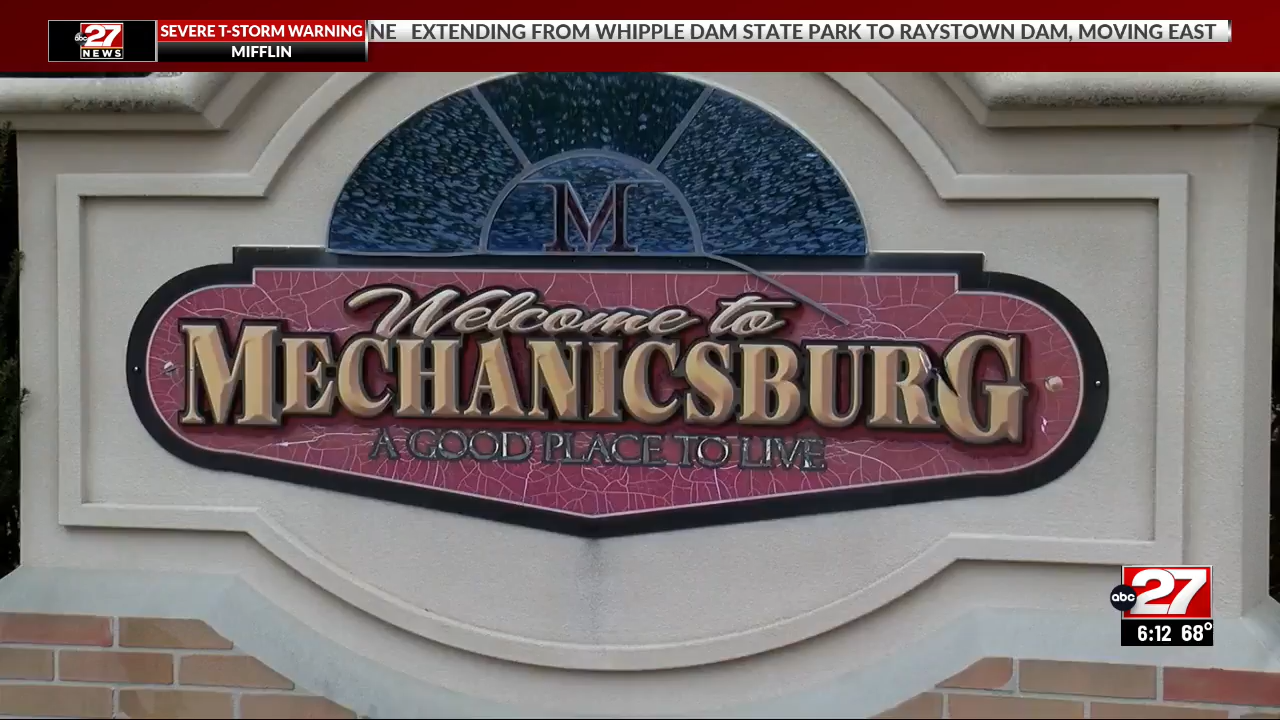 abc 27 NEWS
SEVERE T-STORM WARNING
MIFFLIN
NE EXTENDING FROM WHIPPLE DAM STATE PARK TO RAYSTOWN DAM, MOVING EAST
M
Welcome to
MECHANICSBURG
A GOOD PLACE TO LIVE
abc 27
6:12 68°